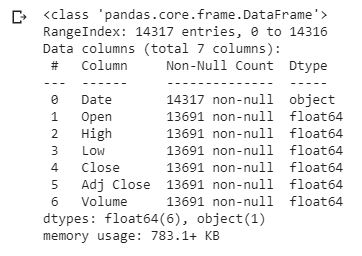 <class 'pandas.core.frame.DataFrame'>
RangeIndex: 14317 entries, 0 to 14316
Data columns (total 7 columns):
 #   Column     Non-Null Count  Dtype
---  ------     --------------  -----
 0   Date       14317 non-null  object
 1   Open       13691 non-null  float64
 2   High       13691 non-null  float64
 3   Low        13691 non-null  float64
 4   Close      13691 non-null  float64
 5   Adj Close  13691 non-null  float64
 6   Volume     13691 non-null  float64
dtypes: float64(6), object(1)
memory usage: 783.1+ KB